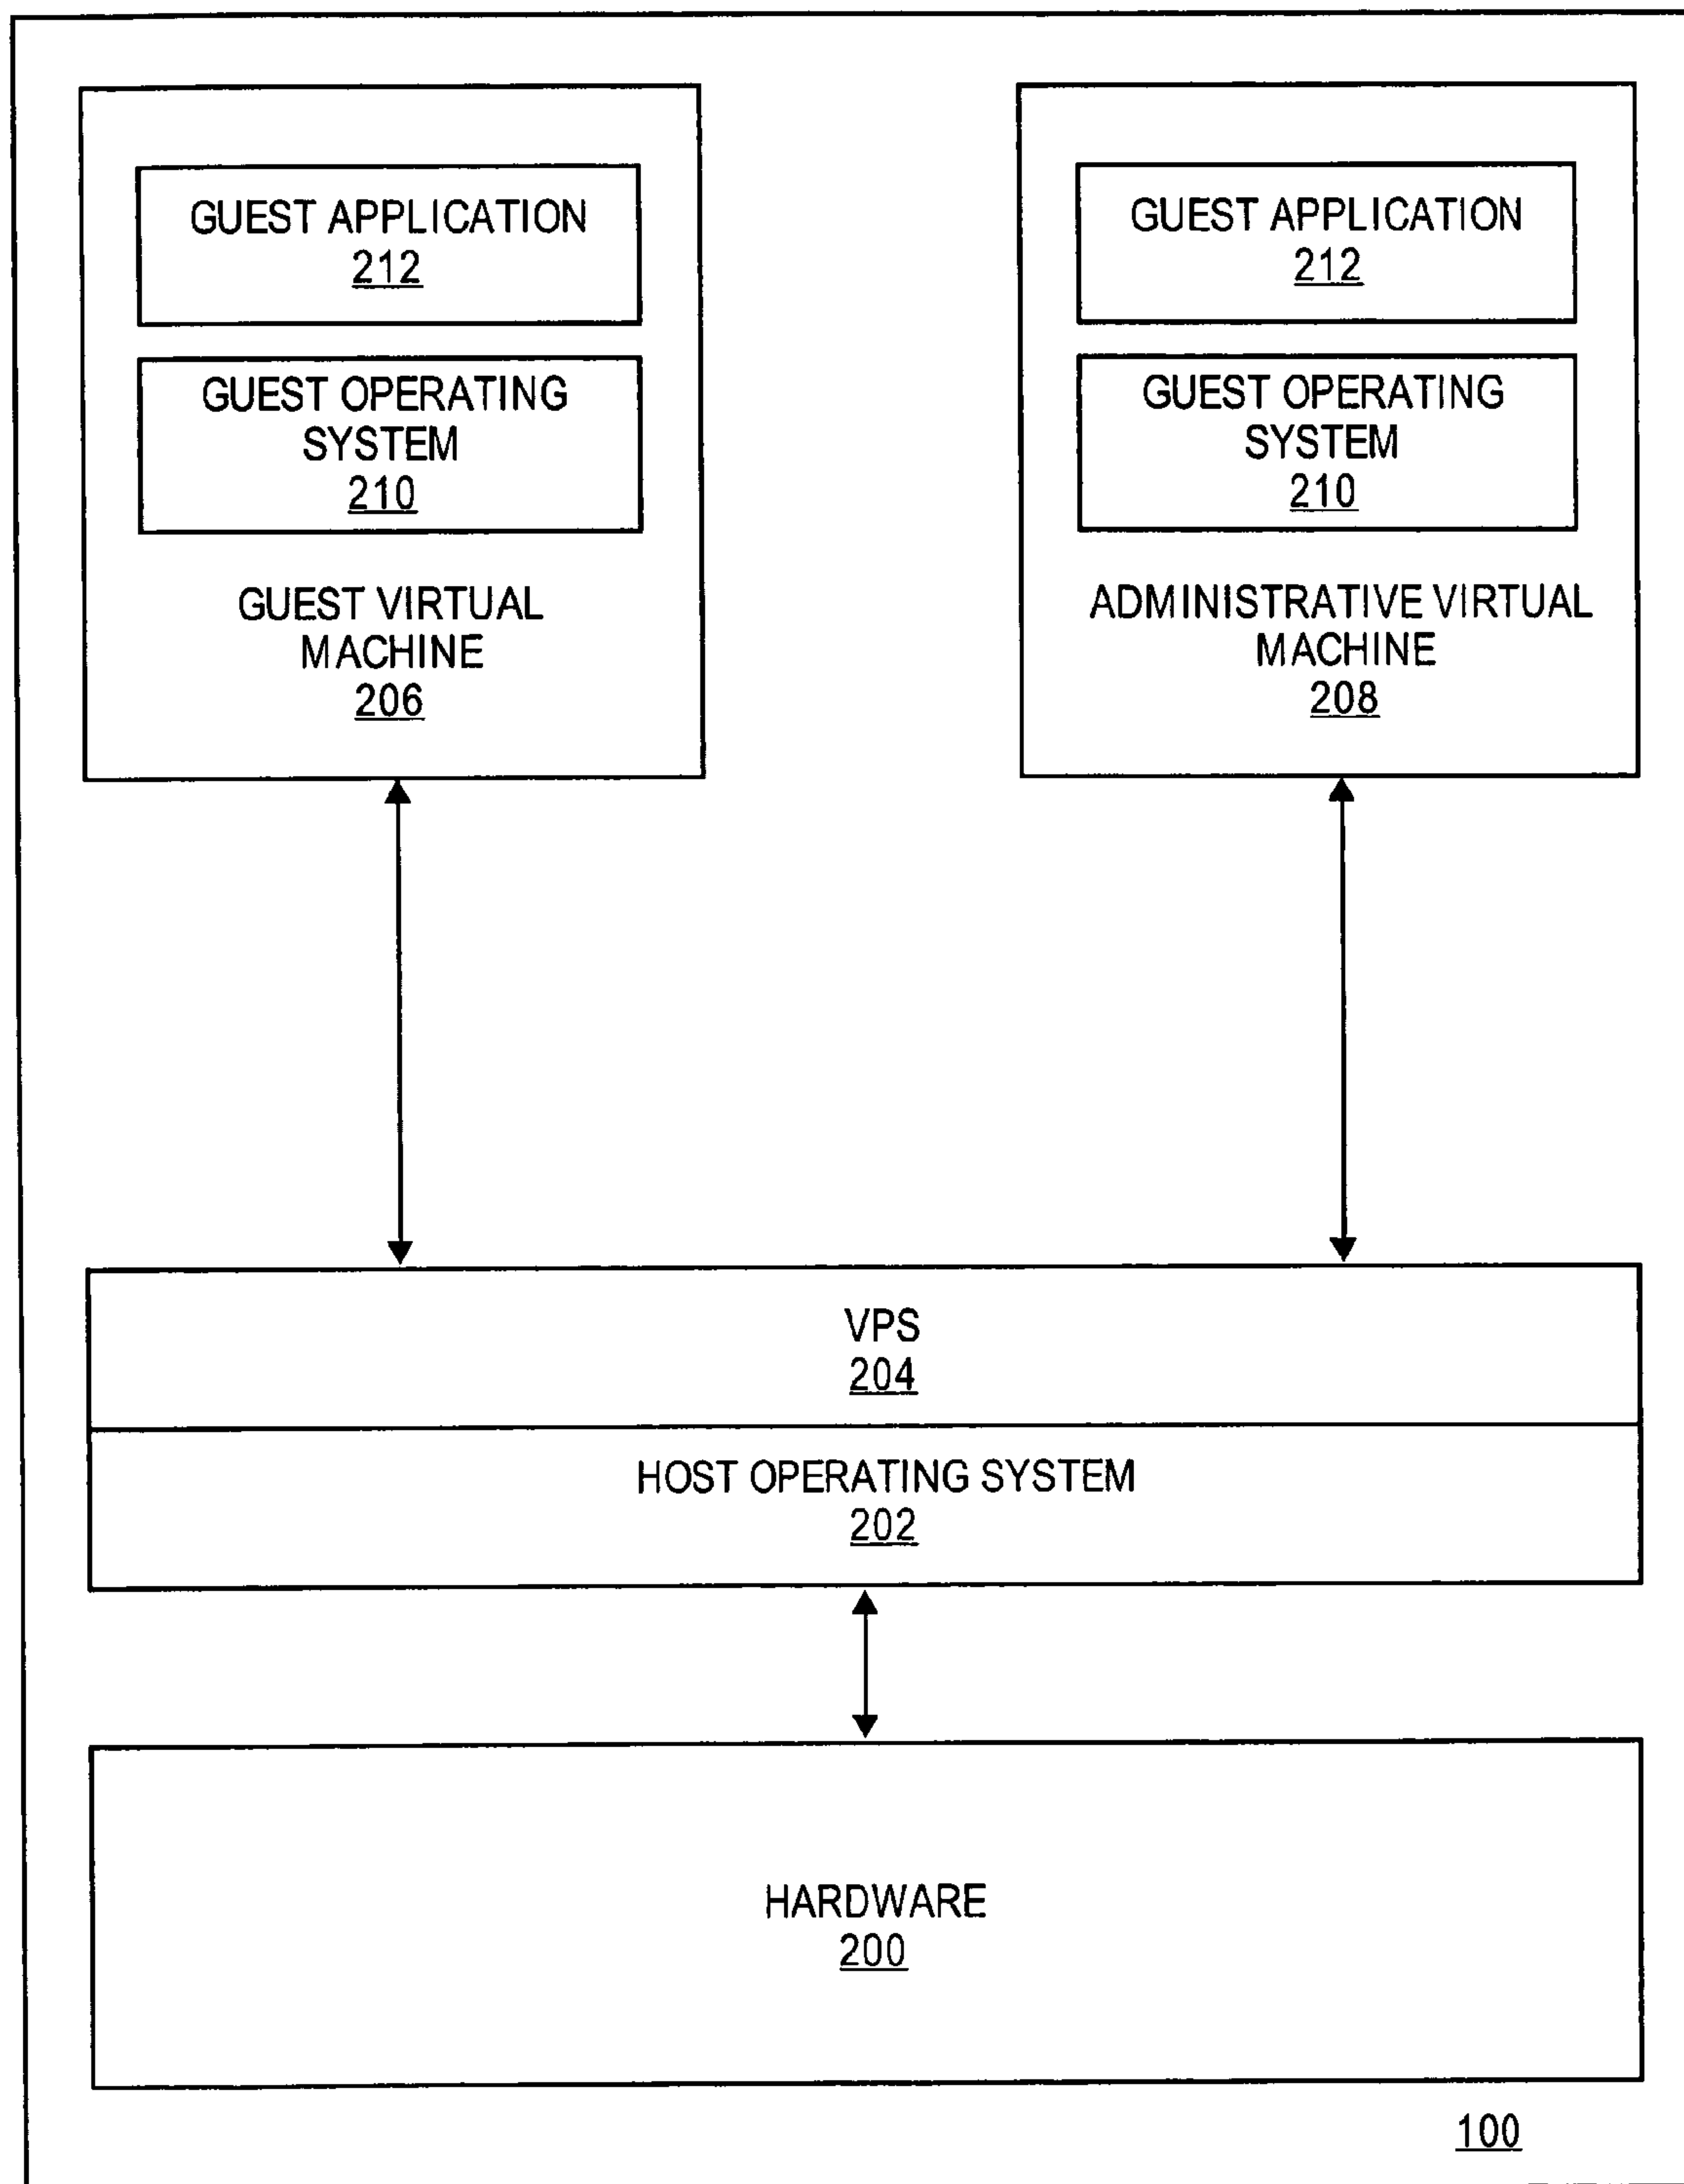 GUEST APPLICATION
212
GUEST OPERATING
SYSTEM
210
GUEST VIRTUAL
MACHINE
206
GUEST APPLICATION
212
GUEST OPERATING
SYSTEM
210
ADMINISTRATIVE VIRTUAL
MACHINE
208
VPS
204
HOST OPERATING SYSTEM
202
HARDWARE
200
100